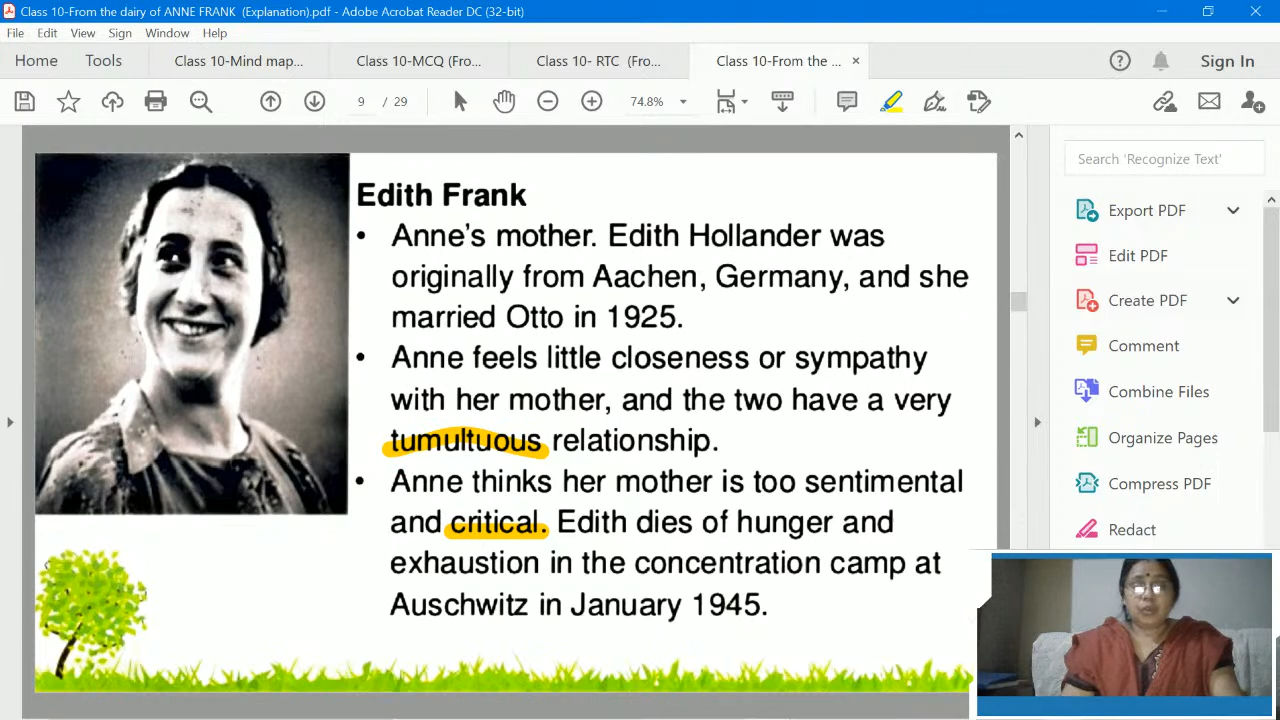 Class 10-From the dairy of ANNE FRANK (Explanation).pdf - Adobe Acrobat Reader DC (32-bit)
File Edit View Sign Window Help
Home Tools Class 10-Mind map... Class 10-MCQ (Fro... Class 10- RTC (Fro... Class 10-From the ... × Sign In
9 / 29 74.8%
Edith Frank
• Anne's mother. Edith Hollander was
originally from Aachen, Germany, and she
married Otto in 1925.
• Anne feels little closeness or sympathy
with her mother, and the two have a very
tumultuous relationship.
• Anne thinks her mother is too sentimental
and critical. Edith dies of hunger and
exhaustion in the concentration camp at
Auschwitz in January 1945.
Search 'Recognize Text'
Export PDF
Edit PDF
Create PDF
Comment
Combine Files
Organize Pages
Compress PDF
Redact